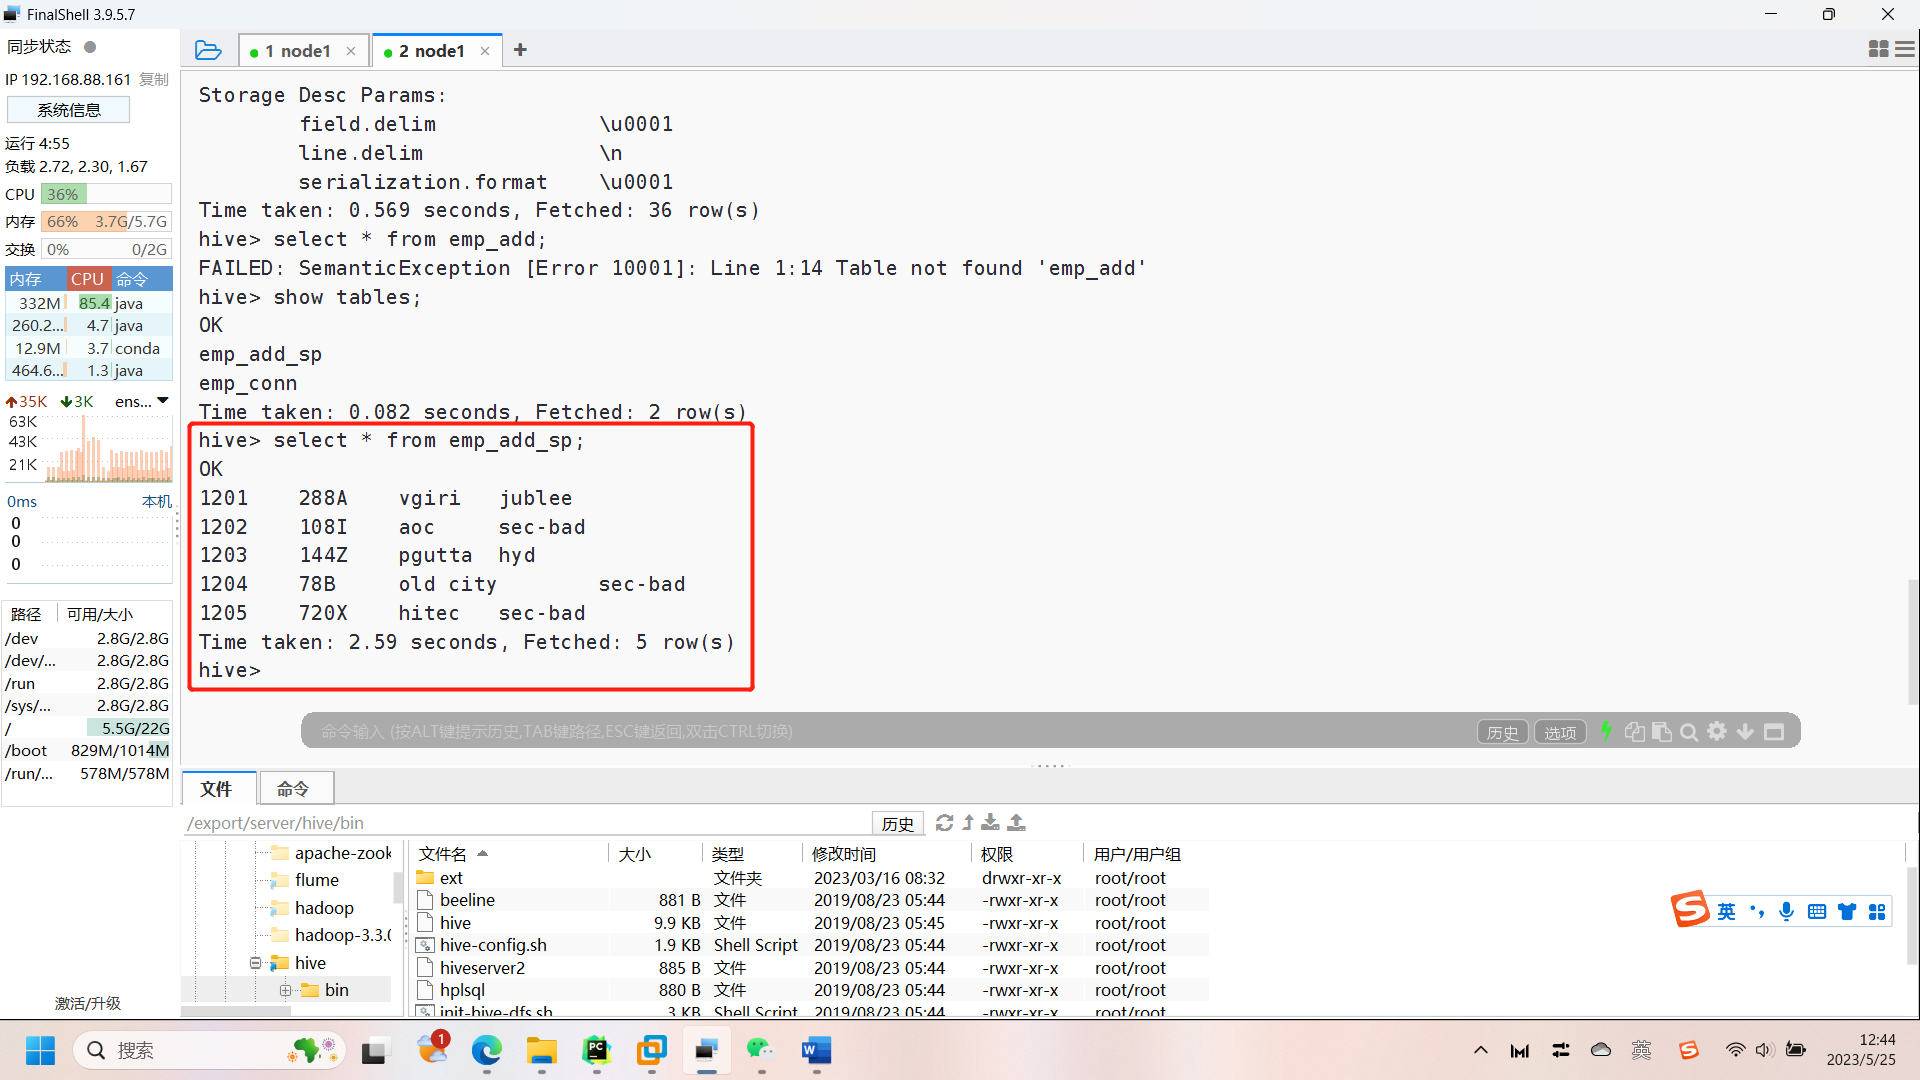 FinalShell 3.9.5.7
同步状态
IP 192.168.88.161 复制
系统信息
运行 4:55
负载 2.72, 2.30, 1.67
CPU 36%
内存 66% 3.7G/5.7G
交换 0% 0/2G
内存 CPU 命令
332M 85.4 java
260.2... 4.7 java
12.9M 3.7 conda
464.6... 1.3 java
35K 3K ens...
63K
43K
21K
0ms 本机
0
0
0
路径 可用/大小
/dev 2.8G/2.8G
/dev/... 2.8G/2.8G
/run 2.8G/2.8G
/sys/... 2.8G/2.8G
/ 5.5G/22G
/boot 829M/1014M
/run/... 578M/578M
激活/升级
1 node1
2 node1
Storage Desc Params:
field.delim \u0001
line.delim \n
serialization.format \u0001
Time taken: 0.569 seconds, Fetched: 36 row(s)
hive> select * from emp_add;
FAILED: SemanticException [Error 10001]: Line 1:14 Table not found 'emp_add'
hive> show tables;
OK
emp_add_sp
emp_conn
Time taken: 0.082 seconds, Fetched: 2 row(s)
hive> select * from emp_add_sp;
OK
1201 288A vgiri jublee
1202 108I aoc sec-bad
1203 144Z pgutta hyd
1204 78B old city sec-bad
1205 720X hitec sec-bad
Time taken: 2.59 seconds, Fetched: 5 row(s)
hive>
命令输入 (按ALT键提示历史,TAB键路径,ESC键返回,双击CTRL切换)
历史 选项
文件 命令
/export/server/hive/bin 历史
apache-zook
flume
hadoop
hadoop-3.3.0
hive
bin
文件名 大小 类型 修改时间 权限 用户/用户组
ext 文件夹 2023/03/16 08:32 drwxr-xr-x root/root
beeline 881 B 文件 2019/08/23 05:44 -rwxr-xr-x root/root
hive 9.9 KB 文件 2019/08/23 05:45 -rwxr-xr-x root/root
hive-config.sh 1.9 KB Shell Script 2019/08/23 05:44 -rwxr-xr-x root/root
hiveserver2 885 B 文件 2019/08/23 05:44 -rwxr-xr-x root/root
hplsql 880 B 文件 2019/08/23 05:44 -rwxr-xr-x root/root
init-hive-dfs.sh 3 KB Shell Script 2019/08/23 05:44 -rwxr-xr-x root/root
英
搜索
1
PC
W
英
12:44
2023/5/25